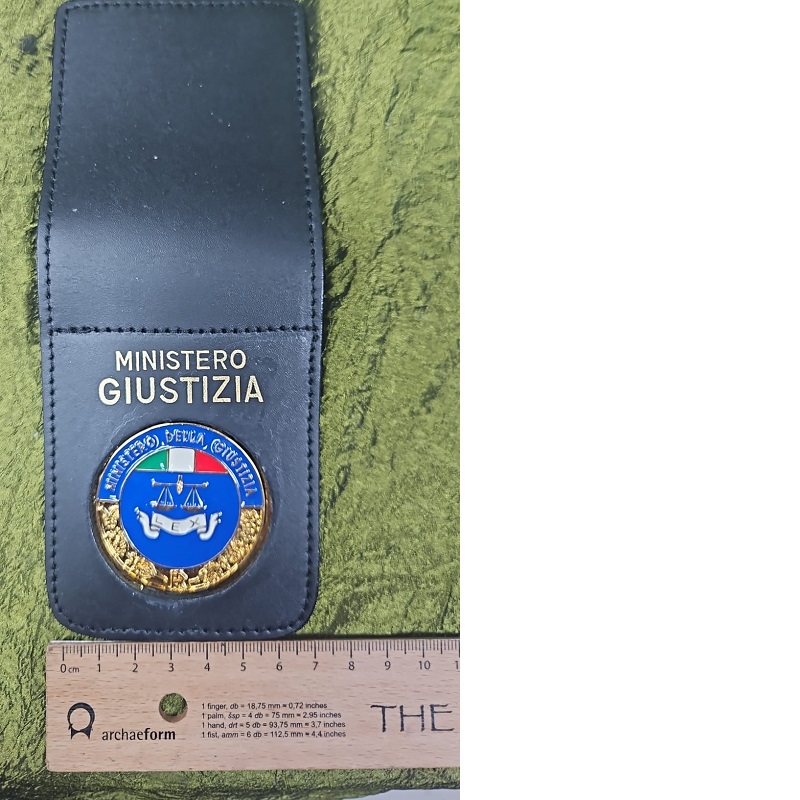 MINISTERO
GIUSTIZIA
MINISTERO DELLA GIUSTIZIA
LEX
0 cm 1 2 3 4 5 6 7 8 9 10
1 finger, db = 18,75 mm = 0,72 inches
1 palm, šsp = 4 db = 75 mm = 2,95 inches
1 hand, drt = 5 db = 93,75 mm = 3,7 inches
1 fist, amm = 6 db = 112,5 mm = 4,4 inches
archaeform
THE